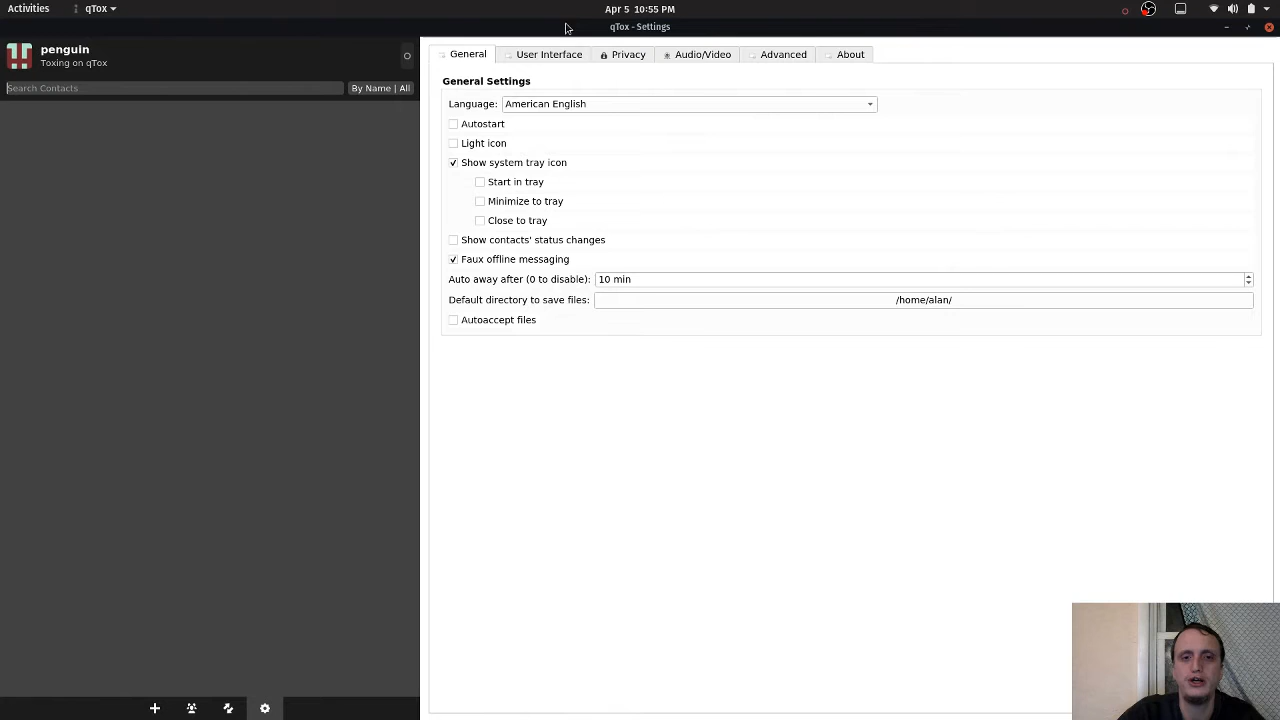 Activities
qTox
Apr 5 10:55 PM
qTox - Settings
penguin
Toxing on qTox
Search Contacts
By Name | All
General
User Interface
Privacy
Audio/Video
Advanced
About
General Settings
Language: American English
Autostart
Light icon
Show system tray icon
Start in tray
Minimize to tray
Close to tray
Show contacts' status changes
Faux offline messaging
Auto away after (0 to disable): 10 min
Default directory to save files: /home/alan/
Autoaccept files